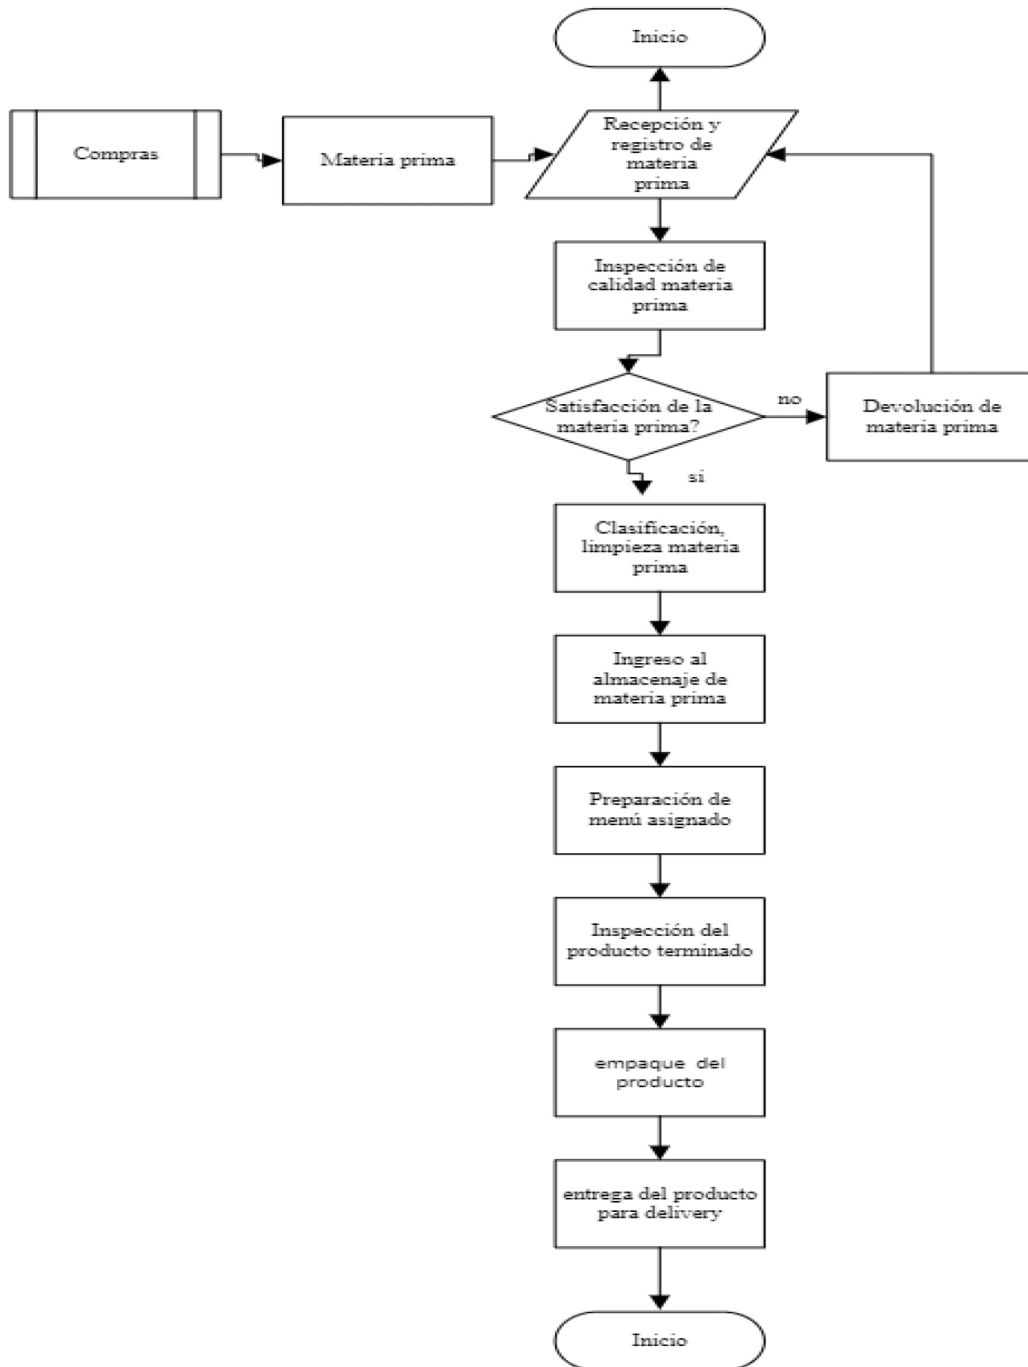 Inicio
Compras
Materia prima
Recepción y
registro de
materia
prima
Inspección de
calidad materia
prima
Satisfacción de la
materia prima?
no
Devolución de
materia prima
si
Clasificación,
limpieza materia
prima
Ingreso al
almacenaje de
materia prima
Preparación de
menú asignado
Inspección del
producto terminado
empaque del
producto
entrega del producto
para delivery
Inicio